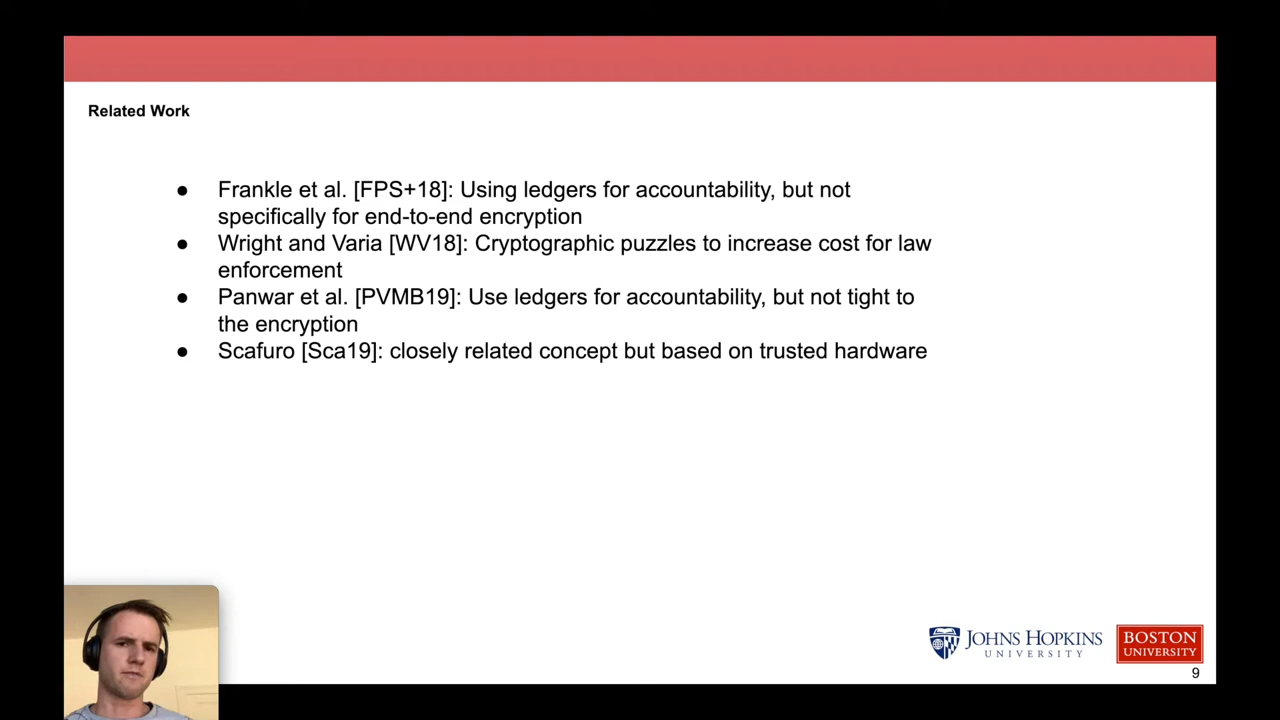 Related Work
● Frankle et al. [FPS+18]: Using ledgers for accountability, but not
specifically for end-to-end encryption
● Wright and Varia [WV18]: Cryptographic puzzles to increase cost for law
enforcement
● Panwar et al. [PVMB19]: Use ledgers for accountability, but not tight to
the encryption
● Scafuro [Sca19]: closely related concept but based on trusted hardware
JOHNS HOPKINS
UNIVERSITY
BOSTON
UNIVERSITY
9